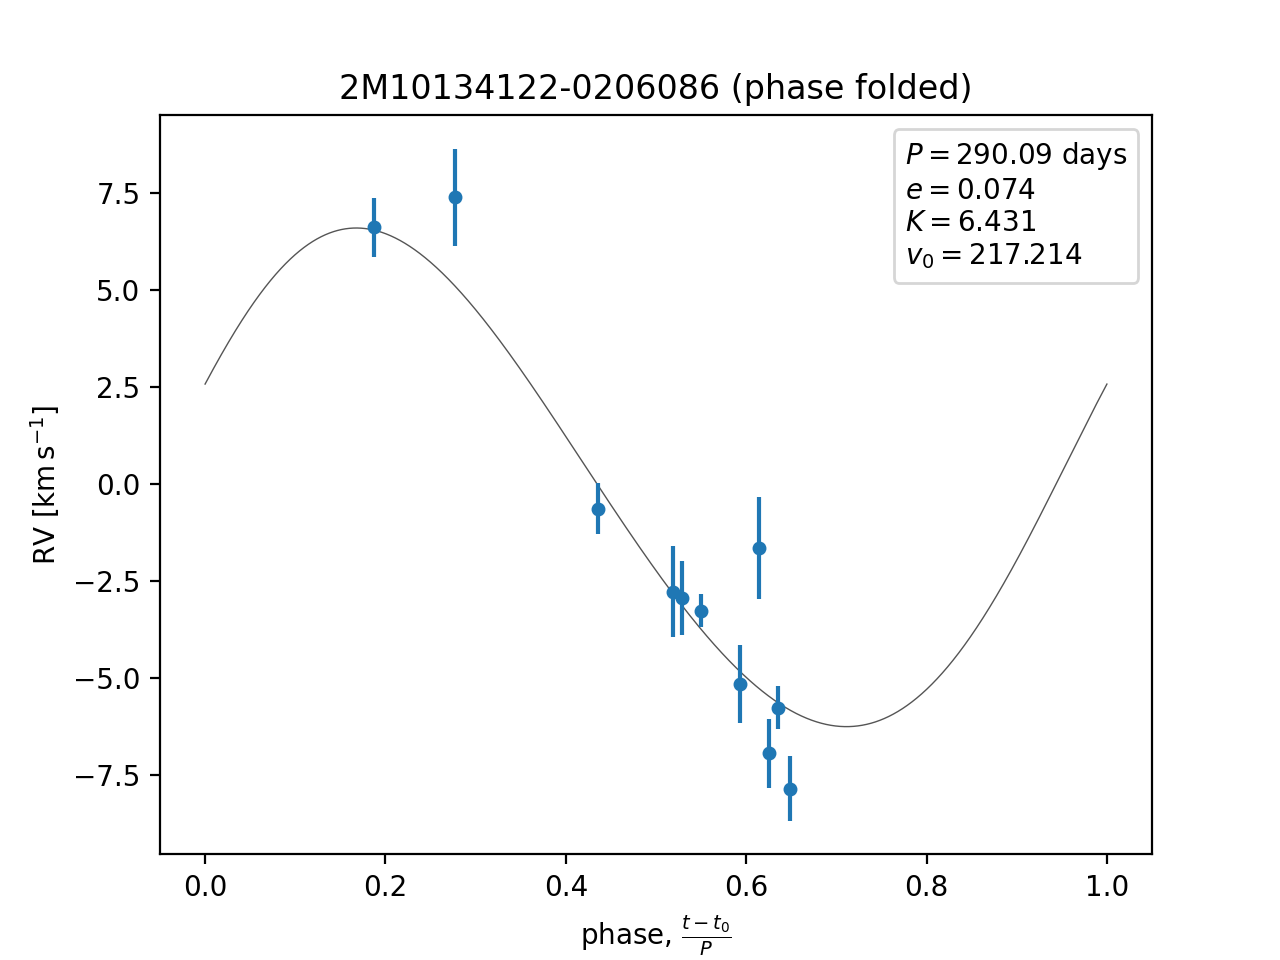 2M10134122-0206086 (phase folded)
P = 290.09 days
e = 0.074
K = 6.431
v₀ = 217.214
7.5
5.0
2.5
0.0
−2.5
−5.0
−7.5
RV [km s⁻¹]
0.0 0.2 0.4 0.6 0.8 1.0
phase, (t − t₀)/P